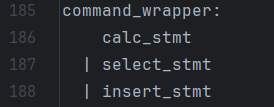 185 command_wrapper:
186     calc_stmt
187   | select_stmt
188   | insert_stmt